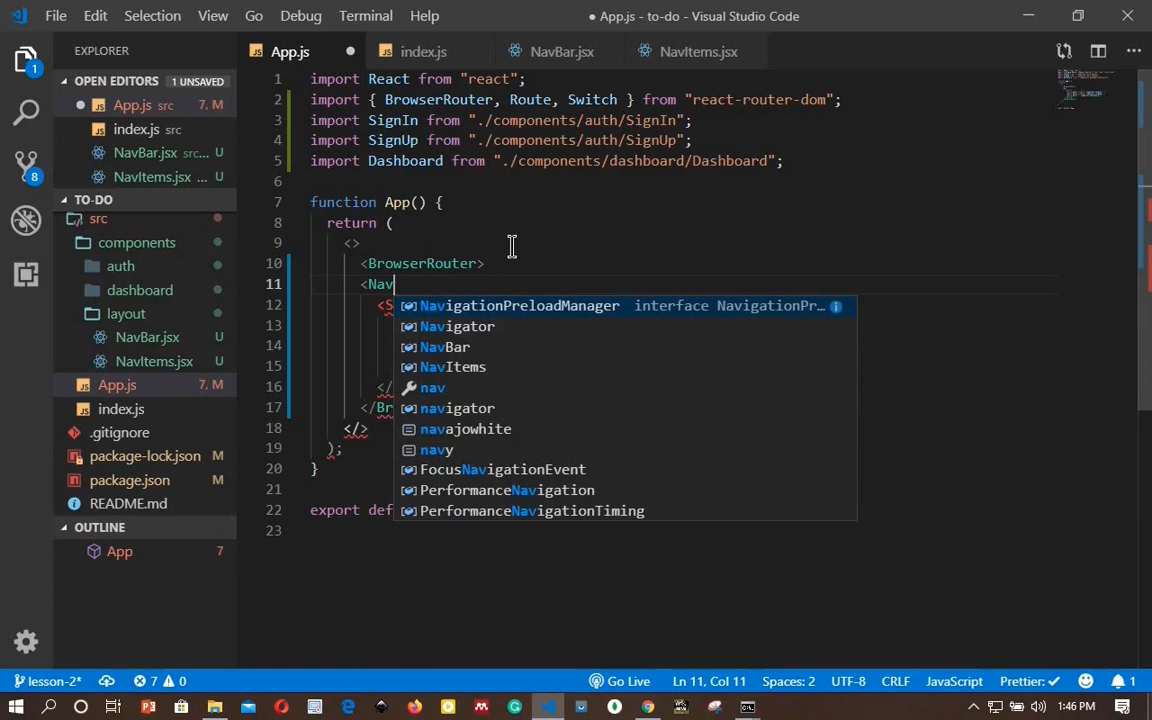 File Edit Selection View Go Debug Terminal Help ● App.js - to-do - Visual Studio Code
EXPLORER
OPEN EDITORS 1 UNSAVED
App.js src 7, M
index.js
NavBar.jsx src... U
NavItems.jsx ... U
TO-DO
src
components
auth
dashboard
layout
NavBar.jsx U
NavItems.jsx U
App.js 7, M
index.js
.gitignore
package-lock.json M
package.json M
README.md
OUTLINE
App 7
1
8
App.js ● index.js NavBar.jsx NavItems.jsx
1 import React from "react";
2 import { BrowserRouter, Route, Switch } from "react-router-dom";
3 import SignIn from "./components/auth/SignIn";
4 import SignUp from "./components/auth/SignUp";
5 import Dashboard from "./components/dashboard/Dashboard";
6
7 function App() {
8 return (
9 <>
10 <BrowserRouter>
11 <Nav
12 <S
13
14
15
16 </
17 </Br
18 </>
19 );
20 }
21
22 export def
23
NavigationPreloadManager interface NavigationPr...
Navigator
NavBar
NavItems
nav
navigator
navajowhite
navy
FocusNavigationEvent
PerformanceNavigation
PerformanceNavigationTiming
lesson-2* 7 0 Go Live Ln 11, Col 11 Spaces: 2 UTF-8 CRLF JavaScript Prettier: ✓ 1
1:46 PM